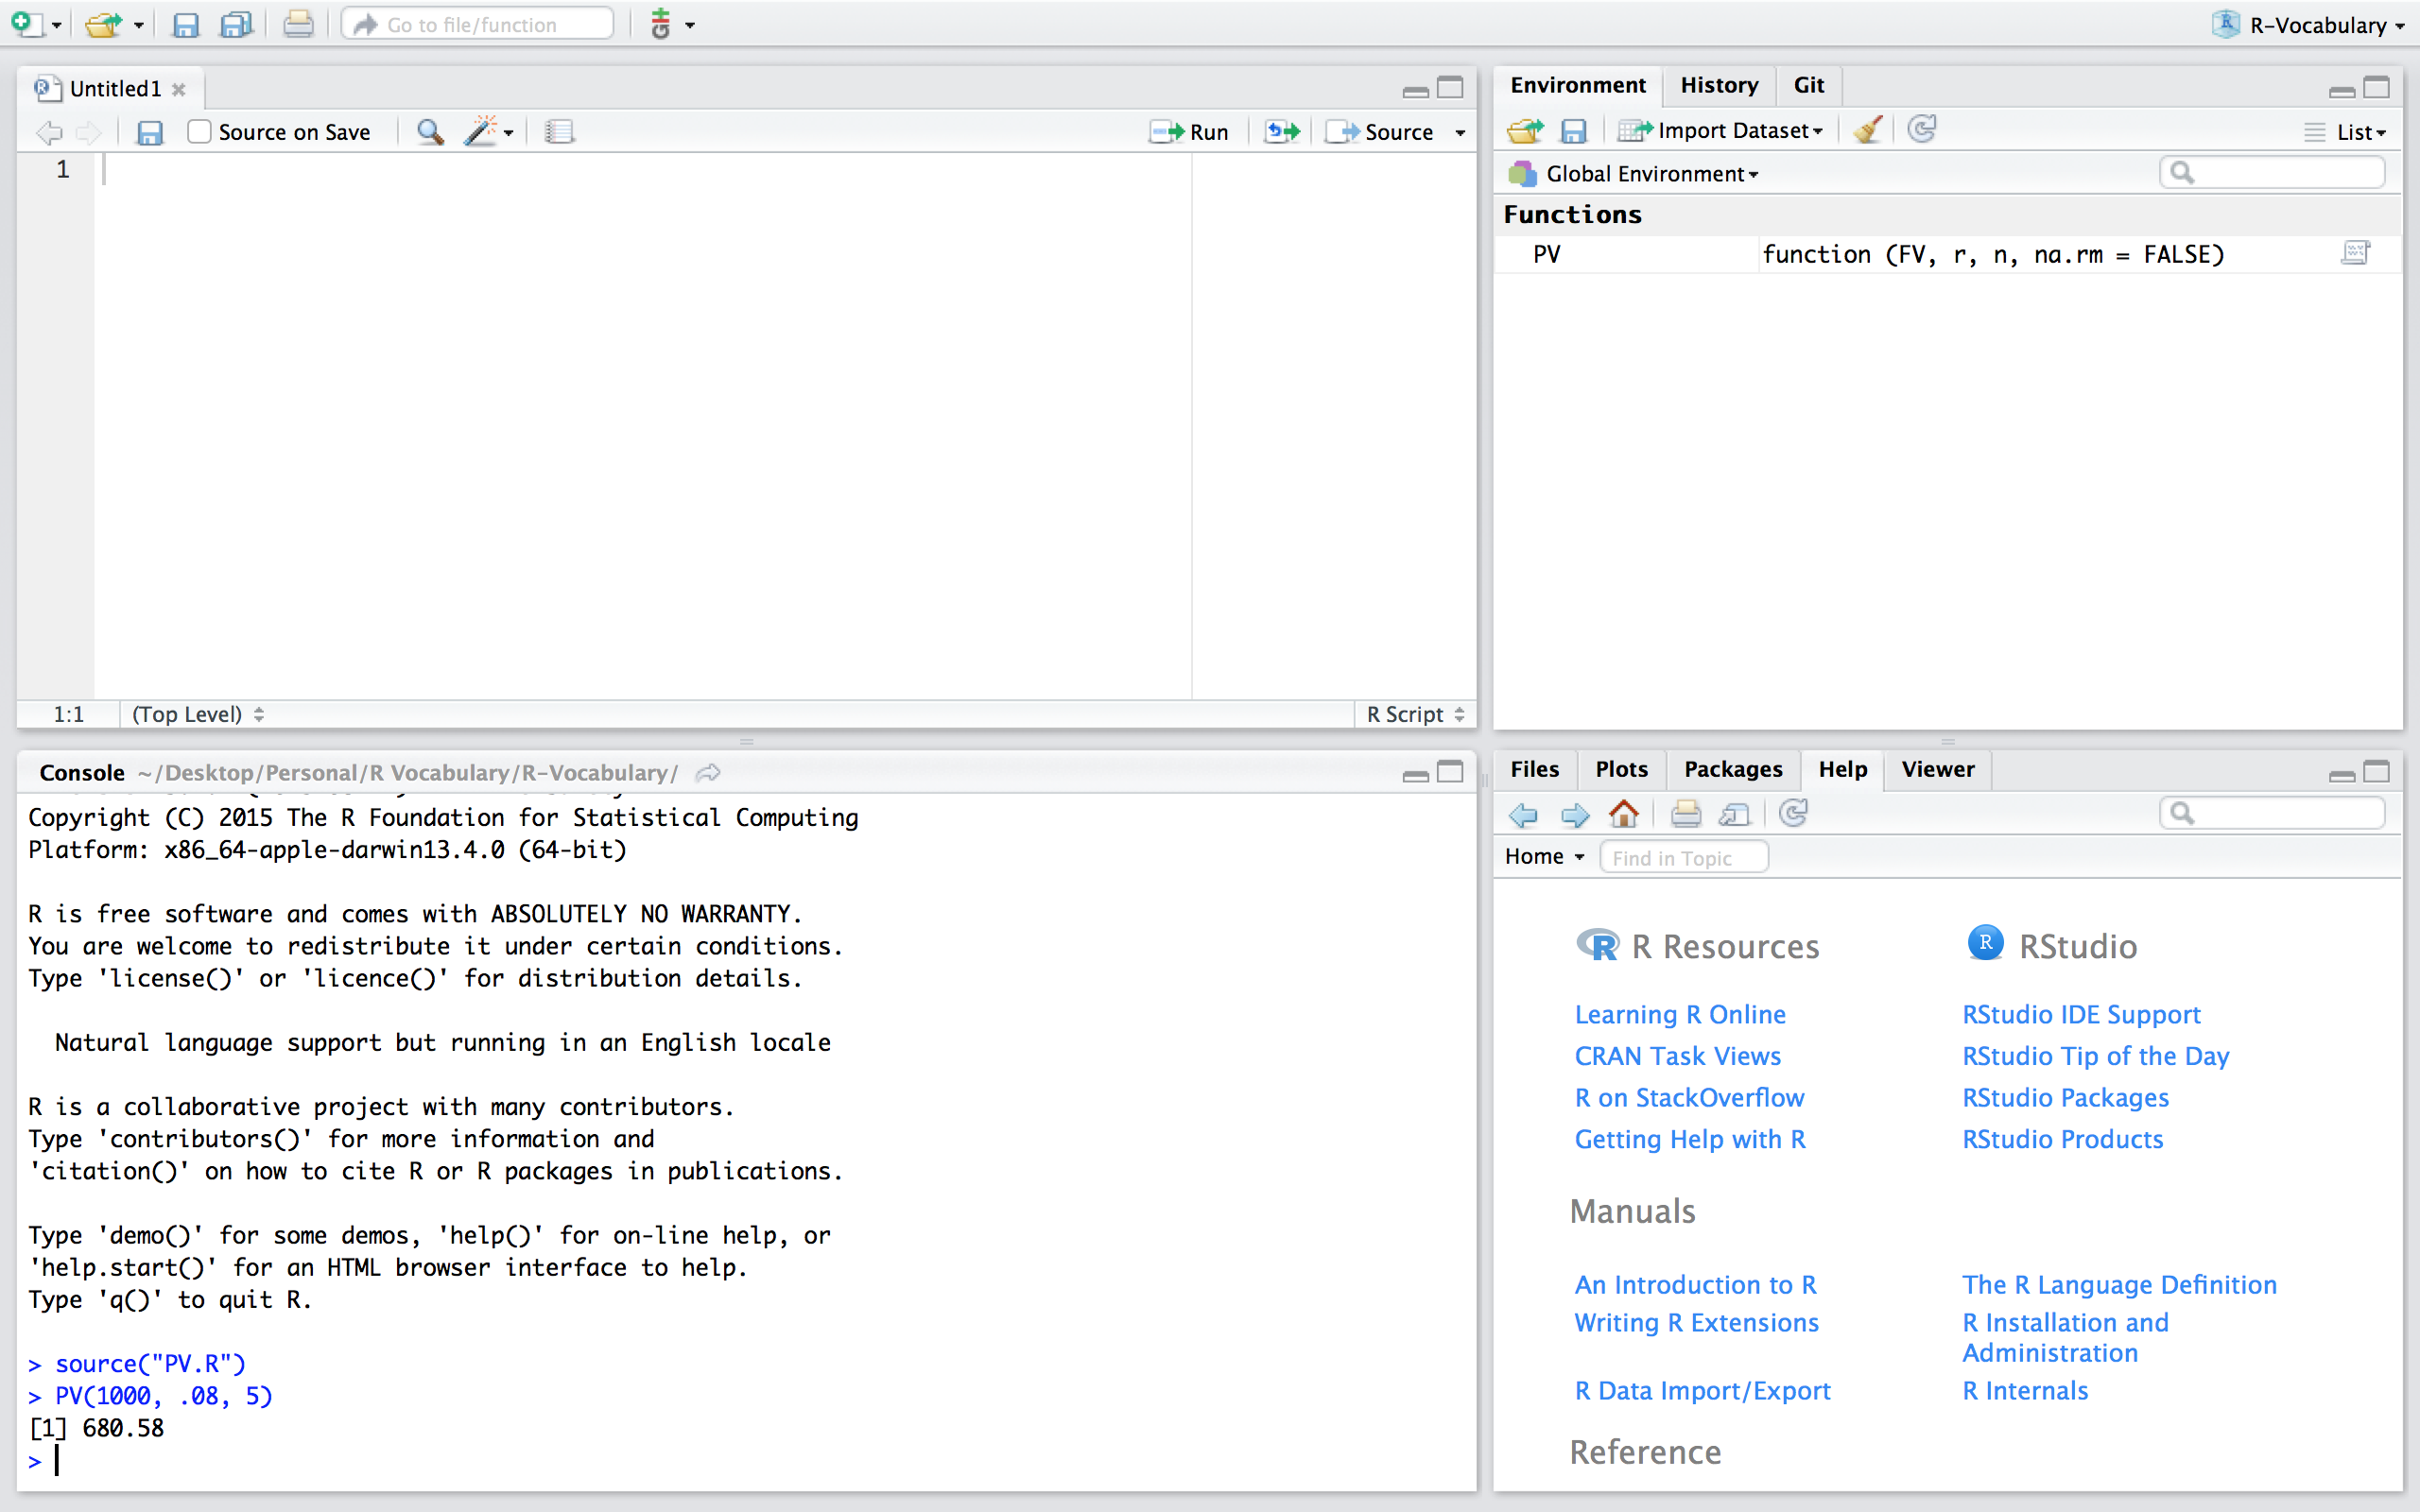 Go to file/function
R-Vocabulary
Untitled1
Source on Save
Run
Source
1
1:1
(Top Level)
R Script
Environment
History
Git
Import Dataset
List
Global Environment
Functions
PV
function (FV, r, n, na.rm = FALSE)
Console ~/Desktop/Personal/R Vocabulary/R-Vocabulary/
Copyright (C) 2015 The R Foundation for Statistical Computing
Platform: x86_64-apple-darwin13.4.0 (64-bit)
R is free software and comes with ABSOLUTELY NO WARRANTY.
You are welcome to redistribute it under certain conditions.
Type 'license()' or 'licence()' for distribution details.
Natural language support but running in an English locale
R is a collaborative project with many contributors.
Type 'contributors()' for more information and
'citation()' on how to cite R or R packages in publications.
Type 'demo()' for some demos, 'help()' for on-line help, or
'help.start()' for an HTML browser interface to help.
Type 'q()' to quit R.
> source("PV.R")
> PV(1000, .08, 5)
[1] 680.58
>
Files
Plots
Packages
Help
Viewer
Home
Find in Topic
R Resources
Learning R Online
CRAN Task Views
R on StackOverflow
Getting Help with R
RStudio
RStudio IDE Support
RStudio Tip of the Day
RStudio Packages
RStudio Products
Manuals
An Introduction to R
Writing R Extensions
R Data Import/Export
The R Language Definition
R Installation and
Administration
R Internals
Reference